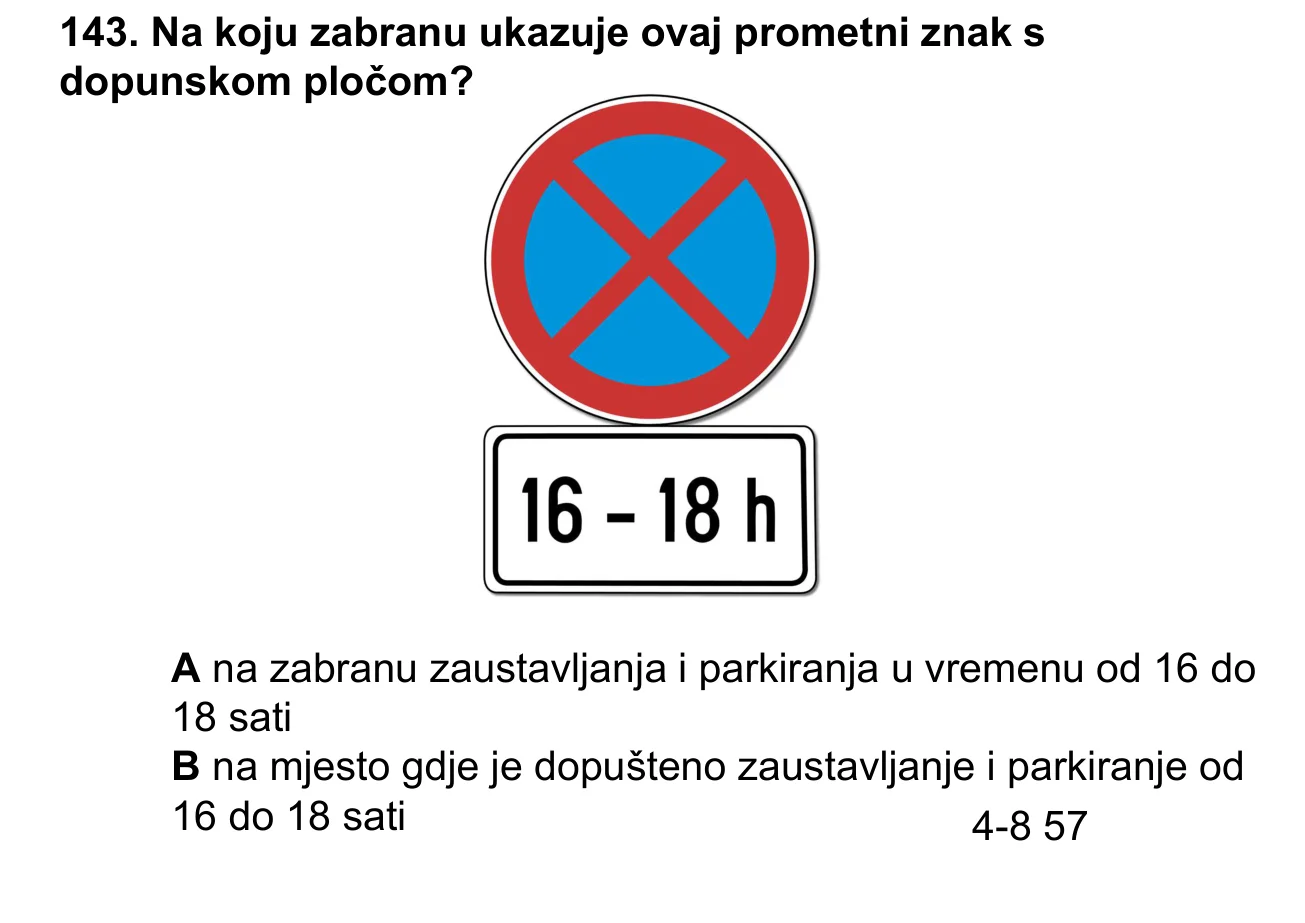 143. Na koju zabranu ukazuje ovaj prometni znak s
dopunskom pločom?
16 – 18 h
A na zabranu zaustavljanja i parkiranja u vremenu od 16 do
18 sati
B na mjesto gdje je dopušteno zaustavljanje i parkiranje od
16 do 18 sati
4-8 57